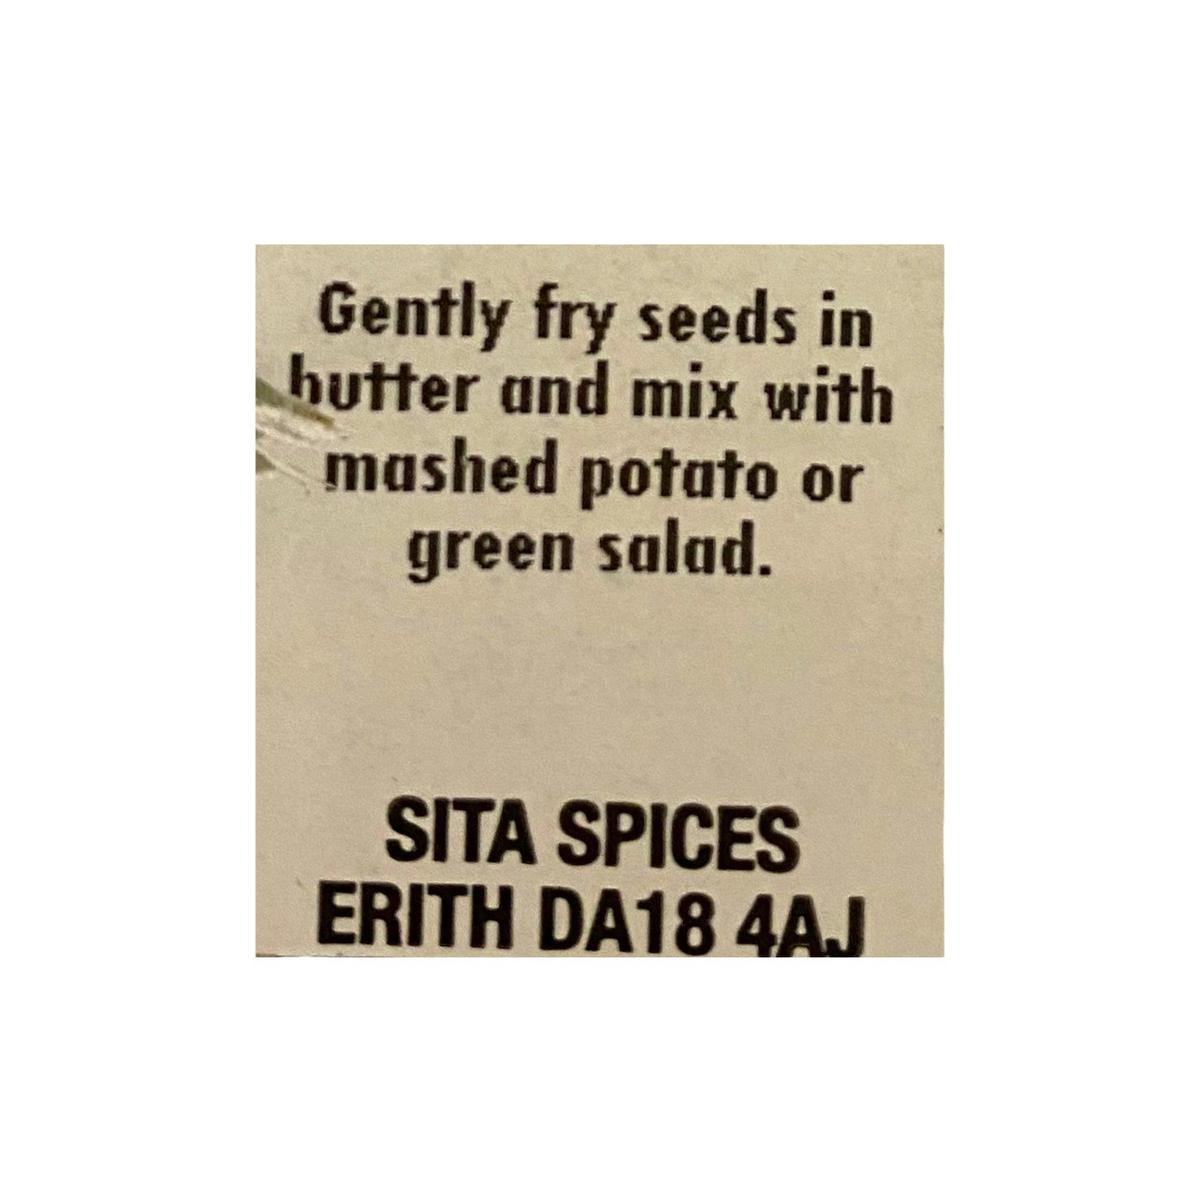 Gently fry seeds in
butter and mix with
mashed potato or
green salad.
SITA SPICES
ERITH DA18 4AJ